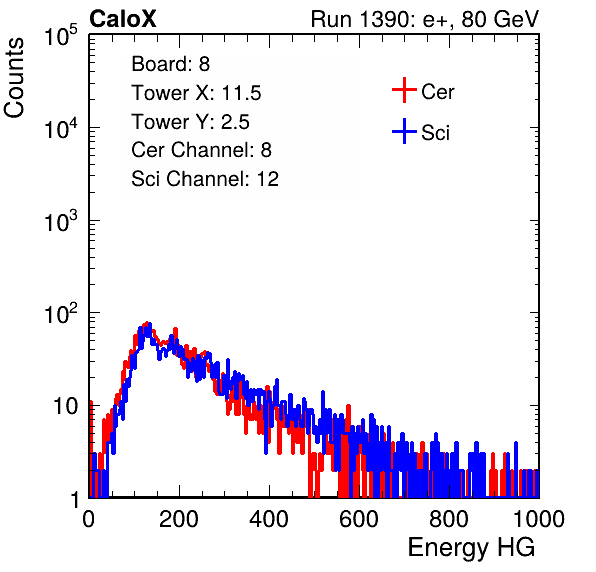 CaloX Run 1390: e+, 80 GeV
Counts
10^5
10^4
10^3
10^2
10
1
Board: 8
Tower X: 11.5
Tower Y: 2.5
Cer Channel: 8
Sci Channel: 12
Cer
Sci
0 200 400 600 800 1000
Energy HG